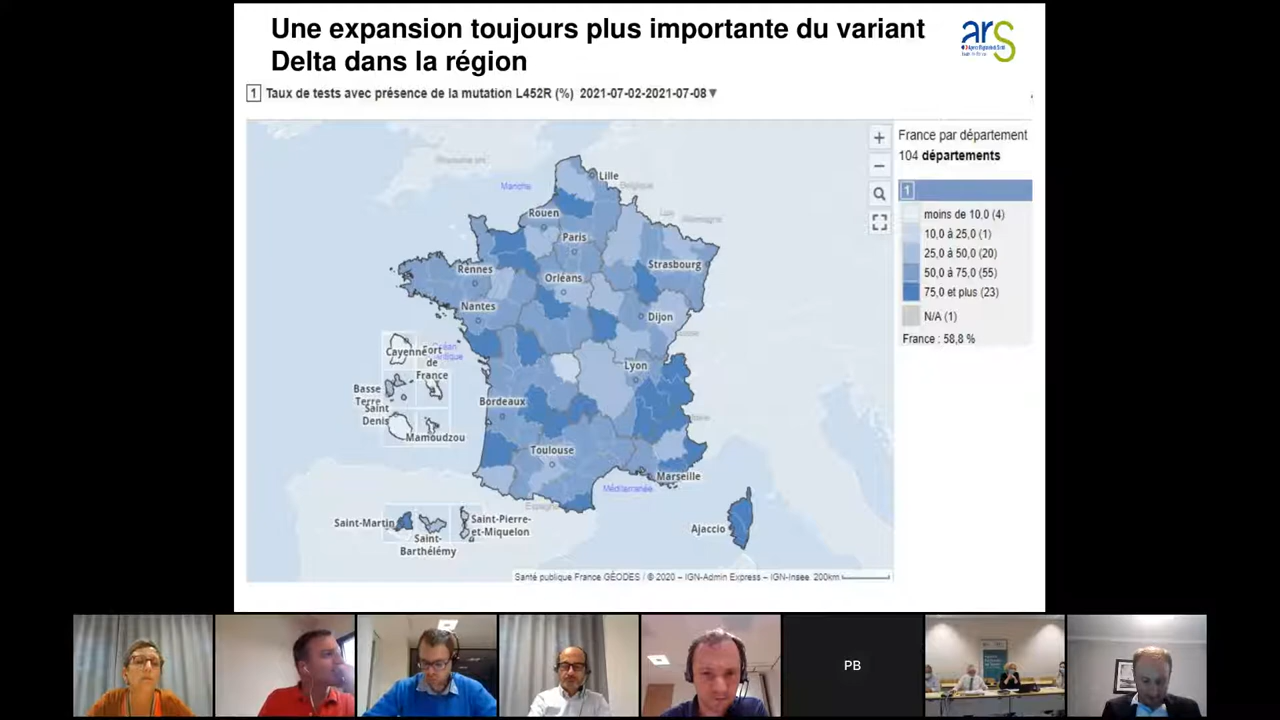 Une expansion toujours plus importante du variant
Delta dans la région
ars
1 Taux de tests avec présence de la mutation L452R (%) 2021-07-02-2021-07-08
France par département
104 départements
1
moins de 10,0 (4)
10,0 à 25,0 (1)
25,0 à 50,0 (20)
50,0 à 75,0 (55)
75,0 et plus (23)
N/A (1)
France : 58,8 %
+
−
Lille
Manche
Belgique
Allemagne
Rouen
Paris
Strasbourg
Rennes
Orléans
Nantes
Dijon
Cayenne
Fort
de
France
Lyon
Basse
Terre
Saint
Denis
Bordeaux
Mamoudzou
Toulouse
Marseille
Méditerranée
Espagne
Saint-Martin
Saint-Pierre-
et-Miquelon
Saint-
Barthélémy
Ajaccio
Santé publique France GÉODES / © 2020 – IGN-Admin Express – IGN-Insee 200km
PB